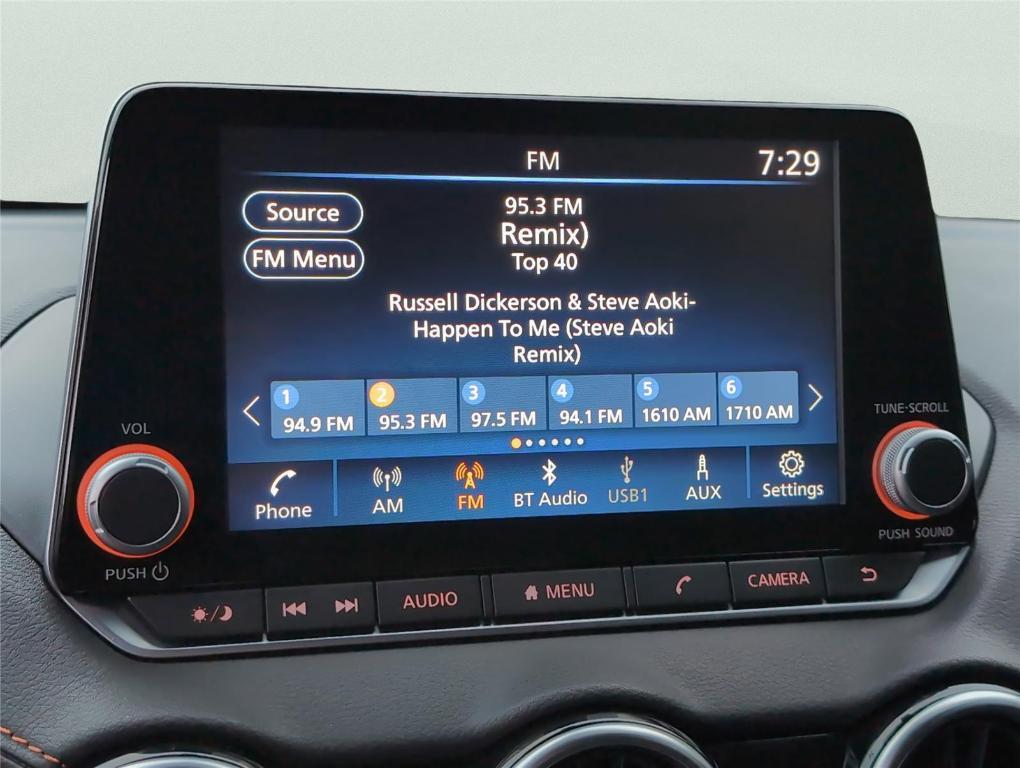 FM
7:29
Source
FM Menu
95.3 FM
Remix)
Top 40
Russell Dickerson & Steve Aoki-
Happen To Me (Steve Aoki
Remix)
1 2 3 4 5 6
94.9 FM 95.3 FM 97.5 FM 94.1 FM 1610 AM 1710 AM
Phone AM FM BT Audio USB1 AUX Settings
VOL
PUSH
TUNE·SCROLL
PUSH SOUND
AUDIO MENU CAMERA